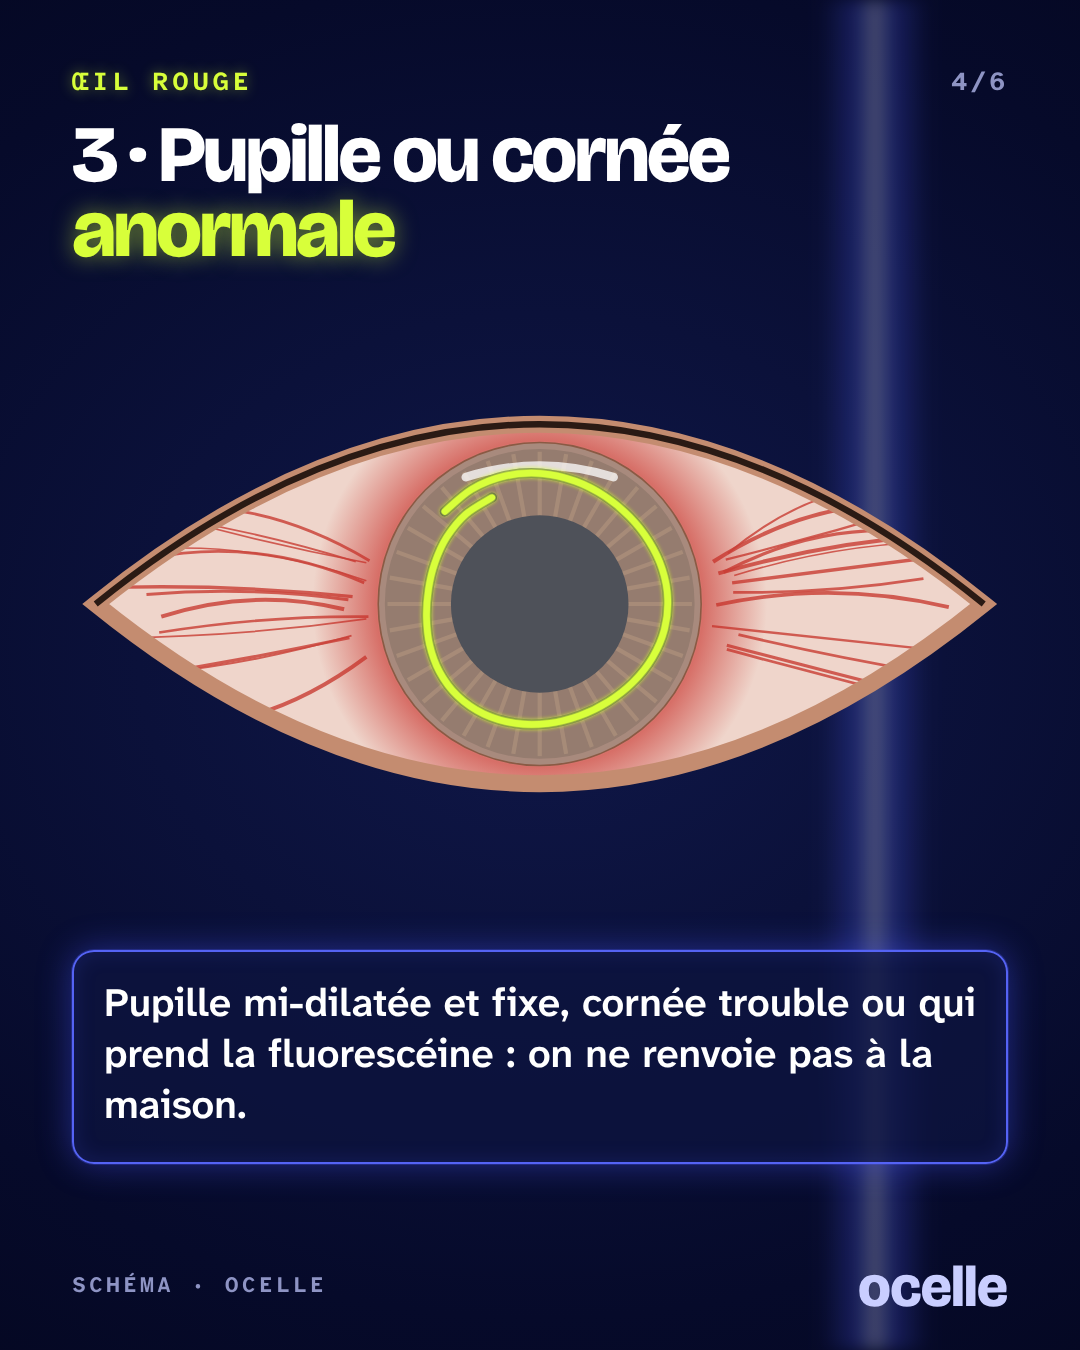 ŒIL ROUGE
4/6
3 · Pupille ou cornée
anormale
Pupille mi-dilatée et fixe, cornée trouble ou qui
prend la fluorescéine : on ne renvoie pas à la
maison.
SCHÉMA · OCELLE
ocelle